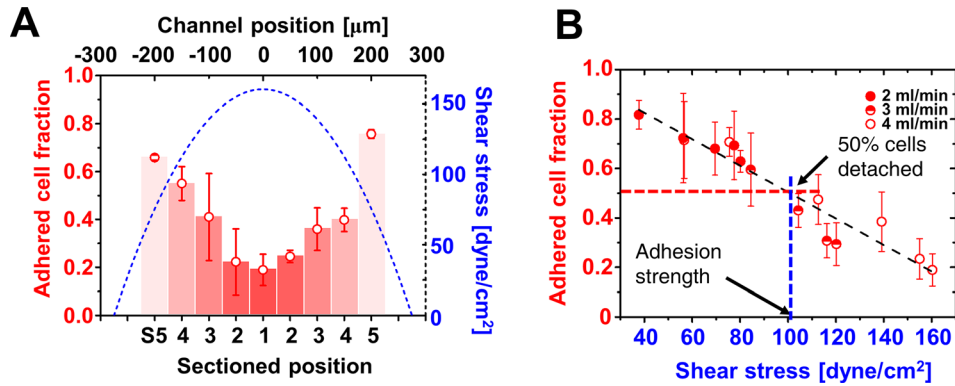 A
Channel position [µm]
-300 -200 -100 0 100 200 300
Adhered cell fraction
1.0
0.8
0.6
0.4
0.2
0.0
150
100
50
0
Shear stress [dyne/cm2]
S5 4 3 2 1 2 3 4 5
Sectioned position
B
Adhered cell fraction
1.0
0.8
0.6
0.4
0.2
0
2 ml/min
3 ml/min
4 ml/min
50% cells
detached
Adhesion
strength
40 60 80 100 120 140 160
Shear stress [dyne/cm2]